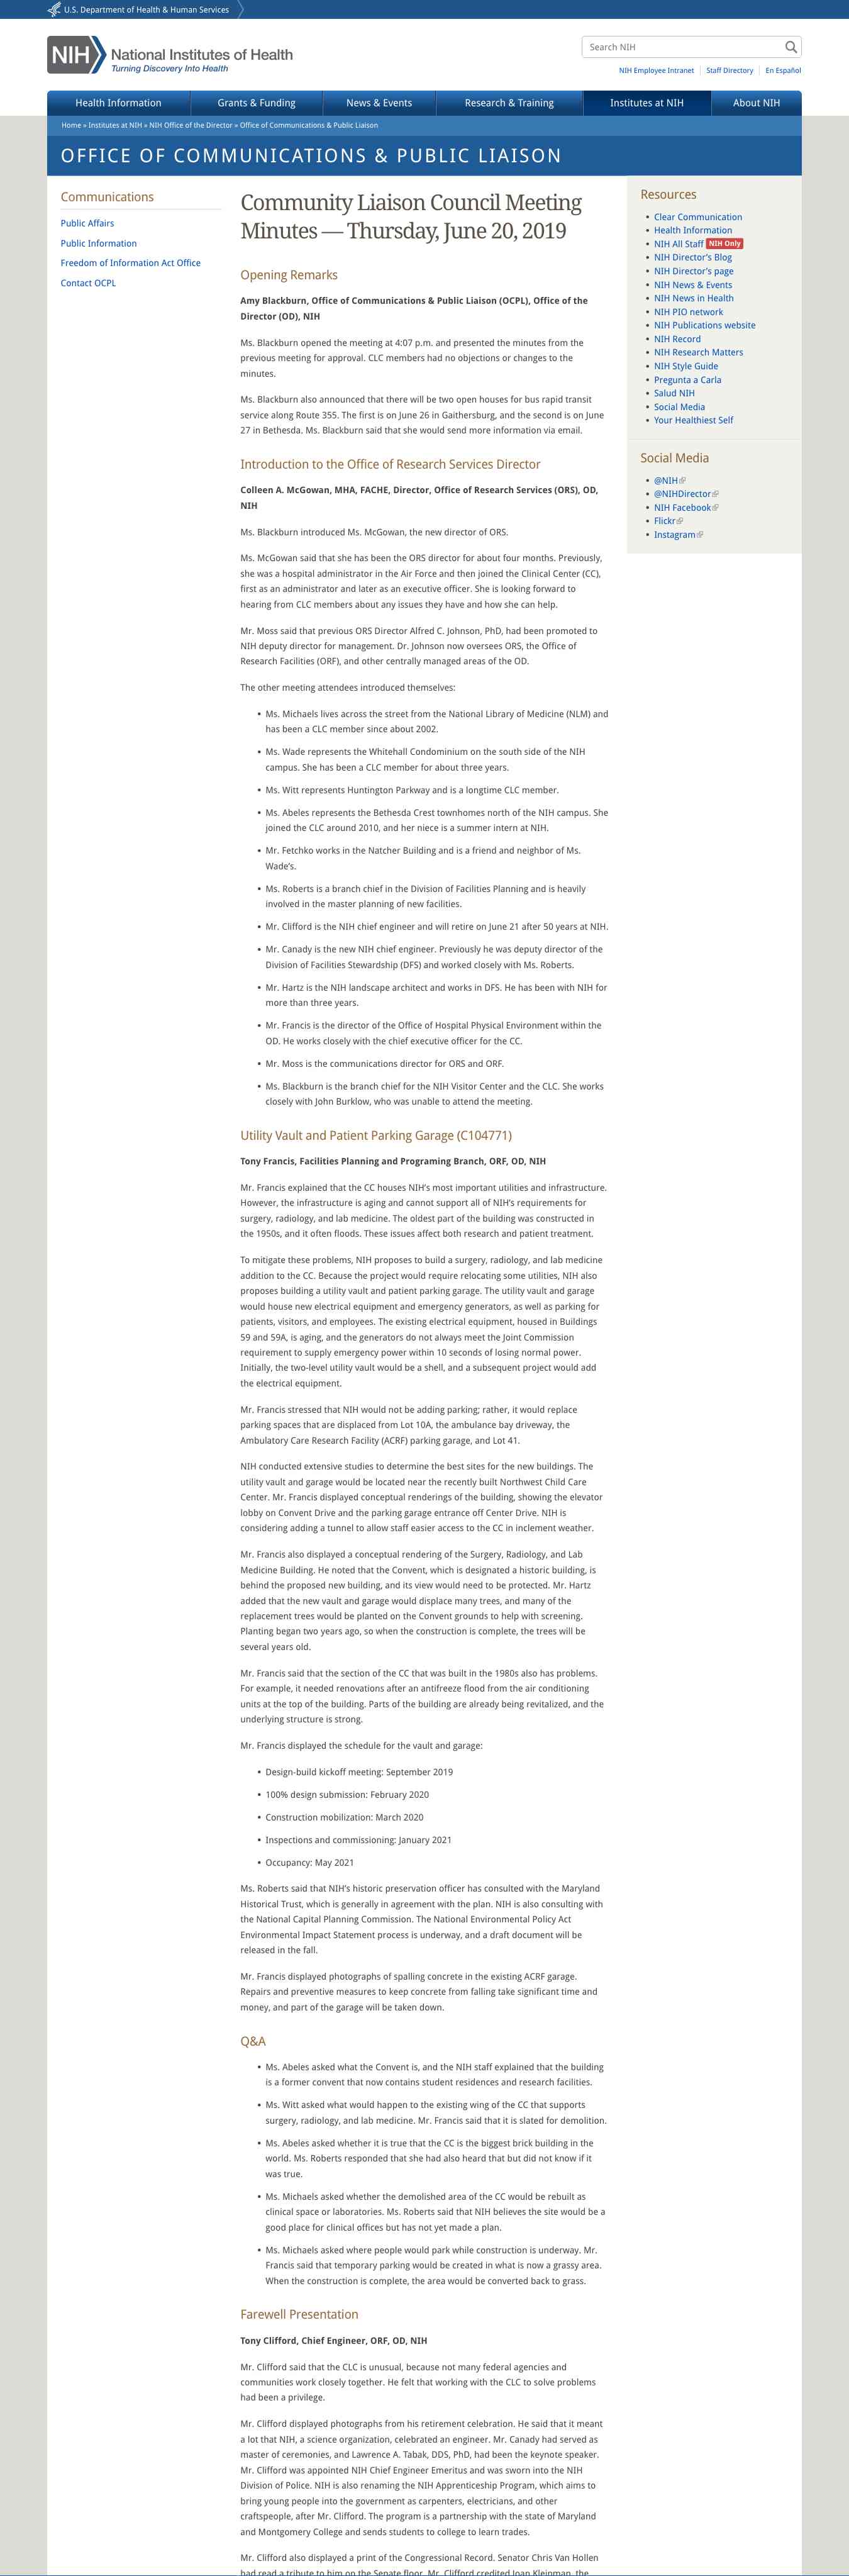 U.S. Department of Health & Human Services
NIH National Institutes of Health
Turning Discovery Into Health
Search NIH
NIH Employee Intranet
Staff Directory
En Español
Health Information
Grants & Funding
News & Events
Research & Training
Institutes at NIH
About NIH
Home » Institutes at NIH » NIH Office of the Director » Office of Communications & Public Liaison
OFFICE OF COMMUNICATIONS & PUBLIC LIAISON
Communications
Public Affairs
Public Information
Freedom of Information Act Office
Contact OCPL
Community Liaison Council Meeting
Minutes — Thursday, June 20, 2019
Opening Remarks
Amy Blackburn, Office of Communications & Public Liaison (OCPL), Office of the
Director (OD), NIH
Ms. Blackburn opened the meeting at 4:07 p.m. and presented the minutes from the
previous meeting for approval. CLC members had no objections or changes to the
minutes.
Ms. Blackburn also announced that there will be two open houses for bus rapid transit
service along Route 355. The first is on June 26 in Gaithersburg, and the second is on June
27 in Bethesda. Ms. Blackburn said that she would send more information via email.
Introduction to the Office of Research Services Director
Colleen A. McGowan, MHA, FACHE, Director, Office of Research Services (ORS), OD,
NIH
Ms. Blackburn introduced Ms. McGowan, the new director of ORS.
Ms. McGowan said that she has been the ORS director for about four months. Previously,
she was a hospital administrator in the Air Force and then joined the Clinical Center (CC),
first as an administrator and later as an executive officer. She is looking forward to
hearing from CLC members about any issues they have and how she can help.
Mr. Moss said that previous ORS Director Alfred C. Johnson, PhD, had been promoted to
NIH deputy director for management. Dr. Johnson now oversees ORS, the Office of
Research Facilities (ORF), and other centrally managed areas of the OD.
The other meeting attendees introduced themselves:
• Ms. Michaels lives across the street from the National Library of Medicine (NLM) and
has been a CLC member since about 2002.
• Ms. Wade represents the Whitehall Condominium on the south side of the NIH
campus. She has been a CLC member for about three years.
• Ms. Witt represents Huntington Parkway and is a longtime CLC member.
• Ms. Abeles represents the Bethesda Crest townhomes north of the NIH campus. She
joined the CLC around 2010, and her niece is a summer intern at NIH.
• Mr. Fetchko works in the Natcher Building and is a friend and neighbor of Ms.
Wade's.
• Ms. Roberts is a branch chief in the Division of Facilities Planning and is heavily
involved in the master planning of new facilities.
• Mr. Clifford is the NIH chief engineer and will retire on June 21 after 50 years at NIH.
• Mr. Canady is the new NIH chief engineer. Previously he was deputy director of the
Division of Facilities Stewardship (DFS) and worked closely with Ms. Roberts.
• Mr. Hartz is the NIH landscape architect and works in DFS. He has been with NIH for
more than three years.
• Mr. Francis is the director of the Office of Hospital Physical Environment within the
OD. He works closely with the chief executive officer for the CC.
• Mr. Moss is the communications director for ORS and ORF.
• Ms. Blackburn is the branch chief for the NIH Visitor Center and the CLC. She works
closely with John Burklow, who was unable to attend the meeting.
Utility Vault and Patient Parking Garage (C104771)
Tony Francis, Facilities Planning and Programing Branch, ORF, OD, NIH
Mr. Francis explained that the CC houses NIH's most important utilities and infrastructure.
However, the infrastructure is aging and cannot support all of NIH's requirements for
surgery, radiology, and lab medicine. The oldest part of the building was constructed in
the 1950s, and it often floods. These issues affect both research and patient treatment.
To mitigate these problems, NIH proposes to build a surgery, radiology, and lab medicine
addition to the CC. Because the project would require relocating some utilities, NIH also
proposes building a utility vault and patient parking garage. The utility vault and garage
would house new electrical equipment and emergency generators, as well as parking for
patients, visitors, and employees. The existing electrical equipment, housed in Buildings
59 and 59A, is aging, and the generators do not always meet the Joint Commission
requirement to supply emergency power within 10 seconds of losing normal power.
Initially, the two-level utility vault would be a shell, and a subsequent project would add
the electrical equipment.
Mr. Francis stressed that NIH would not be adding parking; rather, it would replace
parking spaces that are displaced from Lot 10A, the ambulance bay driveway, the
Ambulatory Care Research Facility (ACRF) parking garage, and Lot 41.
NIH conducted extensive studies to determine the best sites for the new buildings. The
utility vault and garage would be located near the recently built Northwest Child Care
Center. Mr. Francis displayed conceptual renderings of the building, showing the elevator
lobby on Convent Drive and the parking garage entrance off Center Drive. NIH is
considering adding a tunnel to allow staff easier access to the CC in inclement weather.
Mr. Francis also displayed a conceptual rendering of the Surgery, Radiology, and Lab
Medicine Building. He noted that the Convent, which is designated a historic building, is
behind the proposed new building, and its view would need to be protected. Mr. Hartz
added that the new vault and garage would displace many trees, and many of the
replacement trees would be planted on the Convent grounds to help with screening.
Planting began two years ago, so when the construction is complete, the trees will be
several years old.
Mr. Francis said that the section of the CC that was built in the 1980s also has problems.
For example, it needed renovations after an antifreeze flood from the air conditioning
units at the top of the building. Parts of the building are already being revitalized, and the
underlying structure is strong.
Mr. Francis displayed the schedule for the vault and garage:
• Design-build kickoff meeting: September 2019
• 100% design submission: February 2020
• Construction mobilization: March 2020
• Inspections and commissioning: January 2021
• Occupancy: May 2021
Ms. Roberts said that NIH's historic preservation officer has consulted with the Maryland
Historical Trust, which is generally in agreement with the plan. NIH is also consulting with
the National Capital Planning Commission. The National Environmental Policy Act
Environmental Impact Statement process is underway, and a draft document will be
released in the fall.
Mr. Francis displayed photographs of spalling concrete in the existing ACRF garage.
Repairs and preventive measures to keep concrete from falling take significant time and
money, and part of the garage will be taken down.
Q&A
• Ms. Abeles asked what the Convent is, and the NIH staff explained that the building
is a former convent that now contains student residences and research facilities.
• Ms. Witt asked what would happen to the existing wing of the CC that supports
surgery, radiology, and lab medicine. Mr. Francis said that it is slated for demolition.
• Ms. Abeles asked whether it is true that the CC is the biggest brick building in the
world. Ms. Roberts responded that she had also heard that but did not know if it
was true.
• Ms. Michaels asked whether the demolished area of the CC would be rebuilt as
clinical space or laboratories. Ms. Roberts said that NIH believes the site would be a
good place for clinical offices but has not yet made a plan.
• Ms. Michaels asked where people would park while construction is underway. Mr.
Francis said that temporary parking would be created in what is now a grassy area.
When the construction is complete, the area would be converted back to grass.
Farewell Presentation
Tony Clifford, Chief Engineer, ORF, OD, NIH
Mr. Clifford said that the CLC is unusual, because not many federal agencies and
communities work closely together. He felt that working with the CLC to solve problems
had been a privilege.
Mr. Clifford displayed photographs from his retirement celebration. He said that it meant
a lot that NIH, a science organization, celebrated an engineer. Mr. Canady had served as
master of ceremonies, and Lawrence A. Tabak, DDS, PhD, had been the keynote speaker.
Mr. Clifford was appointed NIH Chief Engineer Emeritus and was sworn into the NIH
Division of Police. NIH is also renaming the NIH Apprenticeship Program, which aims to
bring young people into the government as carpenters, electricians, and other
craftspeople, after Mr. Clifford. The program is a partnership with the state of Maryland
and Montgomery College and sends students to college to learn trades.
Mr. Clifford also displayed a print of the Congressional Record. Senator Chris Van Hollen
had read a tribute to him on the Senate floor. Mr. Clifford credited Joan Kleinman, the
Resources
• Clear Communication
• Health Information
• NIH All Staff NIH Only
• NIH Director's Blog
• NIH Director's page
• NIH News & Events
• NIH News in Health
• NIH PIO network
• NIH Publications website
• NIH Record
• NIH Research Matters
• NIH Style Guide
• Pregunta a Carla
• Salud NIH
• Social Media
• Your Healthiest Self
Social Media
• @NIH
• @NIHDirector
• NIH Facebook
• Flickr
• Instagram